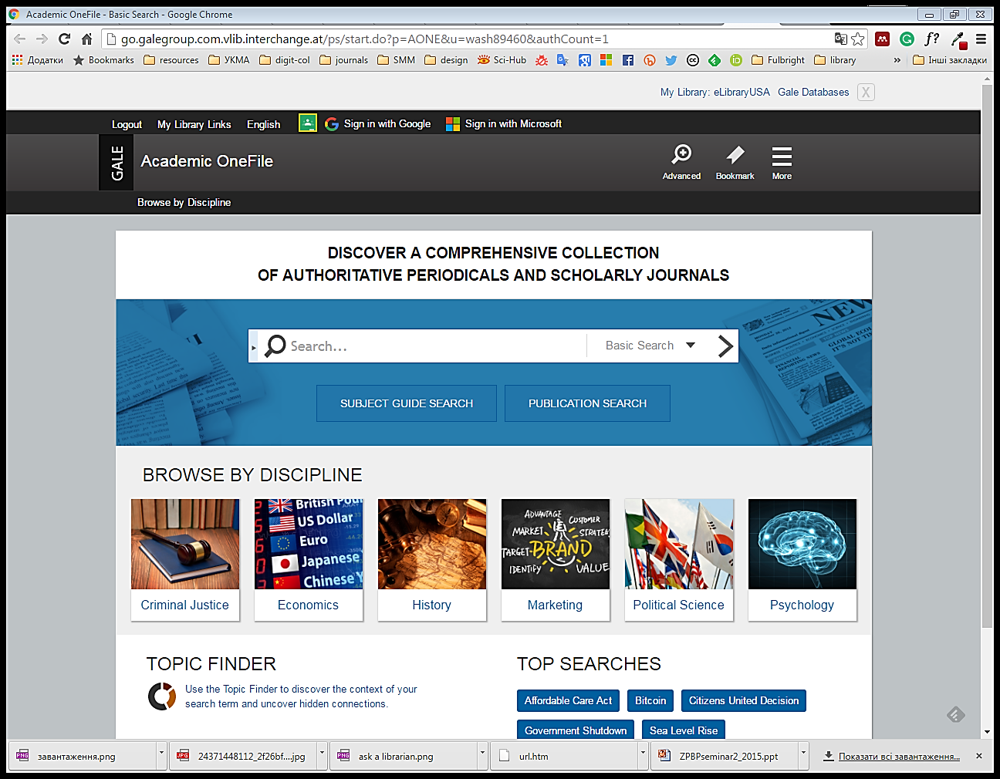 Academic OneFile - Basic Search - Google Chrome
go.galegroup.com.vlib.interchange.at/ps/start.do?p=AONE&u=wash89460&authCount=1
f?
Додатки Bookmarks resources УКМА digit-col journals SMM design Sci-Hub Fulbright library » Інші закладки
My Library: eLibraryUSA Gale Databases X
Logout My Library Links English Sign in with Google Sign in with Microsoft
GALE
Academic OneFile
Advanced Bookmark More
Browse by Discipline
DISCOVER A COMPREHENSIVE COLLECTION
OF AUTHORITATIVE PERIODICALS AND SCHOLARLY JOURNALS
Search... Basic Search
SUBJECT GUIDE SEARCH PUBLICATION SEARCH
BROWSE BY DISCIPLINE
British
US Dollar
Euro
Japanese
Chinese
ADVANTAGE
CUSTOMER
MARKET
TARGET
BRAND
IDENTIFY
VALUE
Criminal Justice Economics History Marketing Political Science Psychology
TOPIC FINDER
Use the Topic Finder to discover the context of your
search term and uncover hidden connections.
TOP SEARCHES
Affordable Care Act Bitcoin Citizens United Decision
Government Shutdown Sea Level Rise
завантаження.png 24371448112_2f26bf....jpg ask a librarian.png url.htm ZPBPseminar2_2015.ppt Показати всі завантаження...